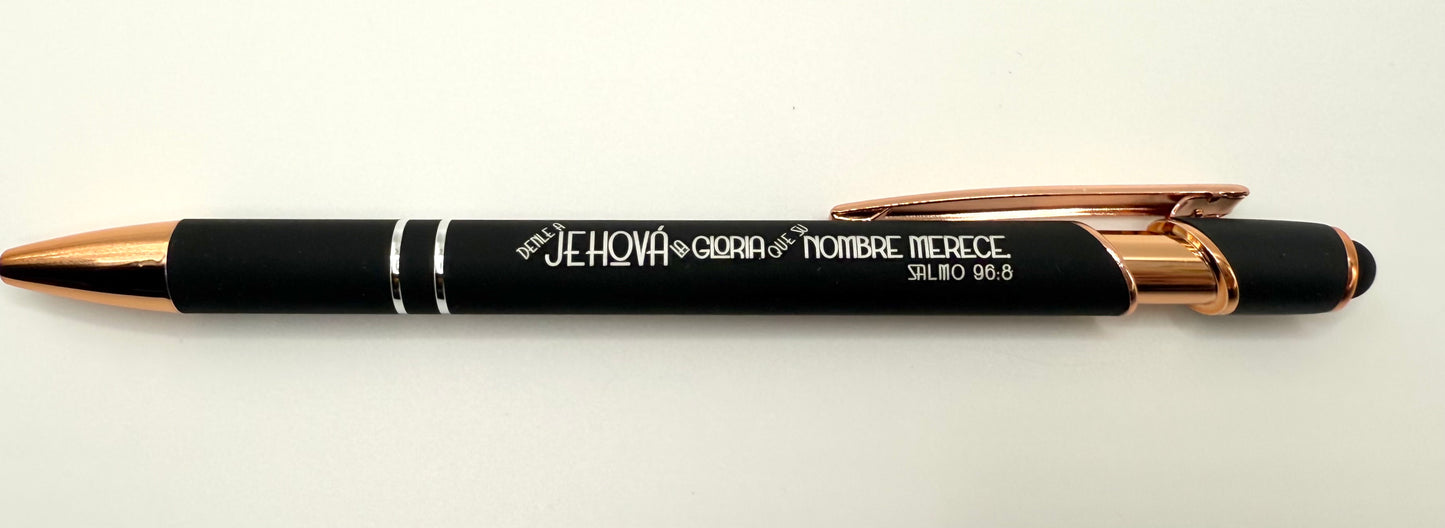 DENLE A JEHOVÁ LA GLORIA QUE SU NOMBRE MERECE.
SALMO 96:8